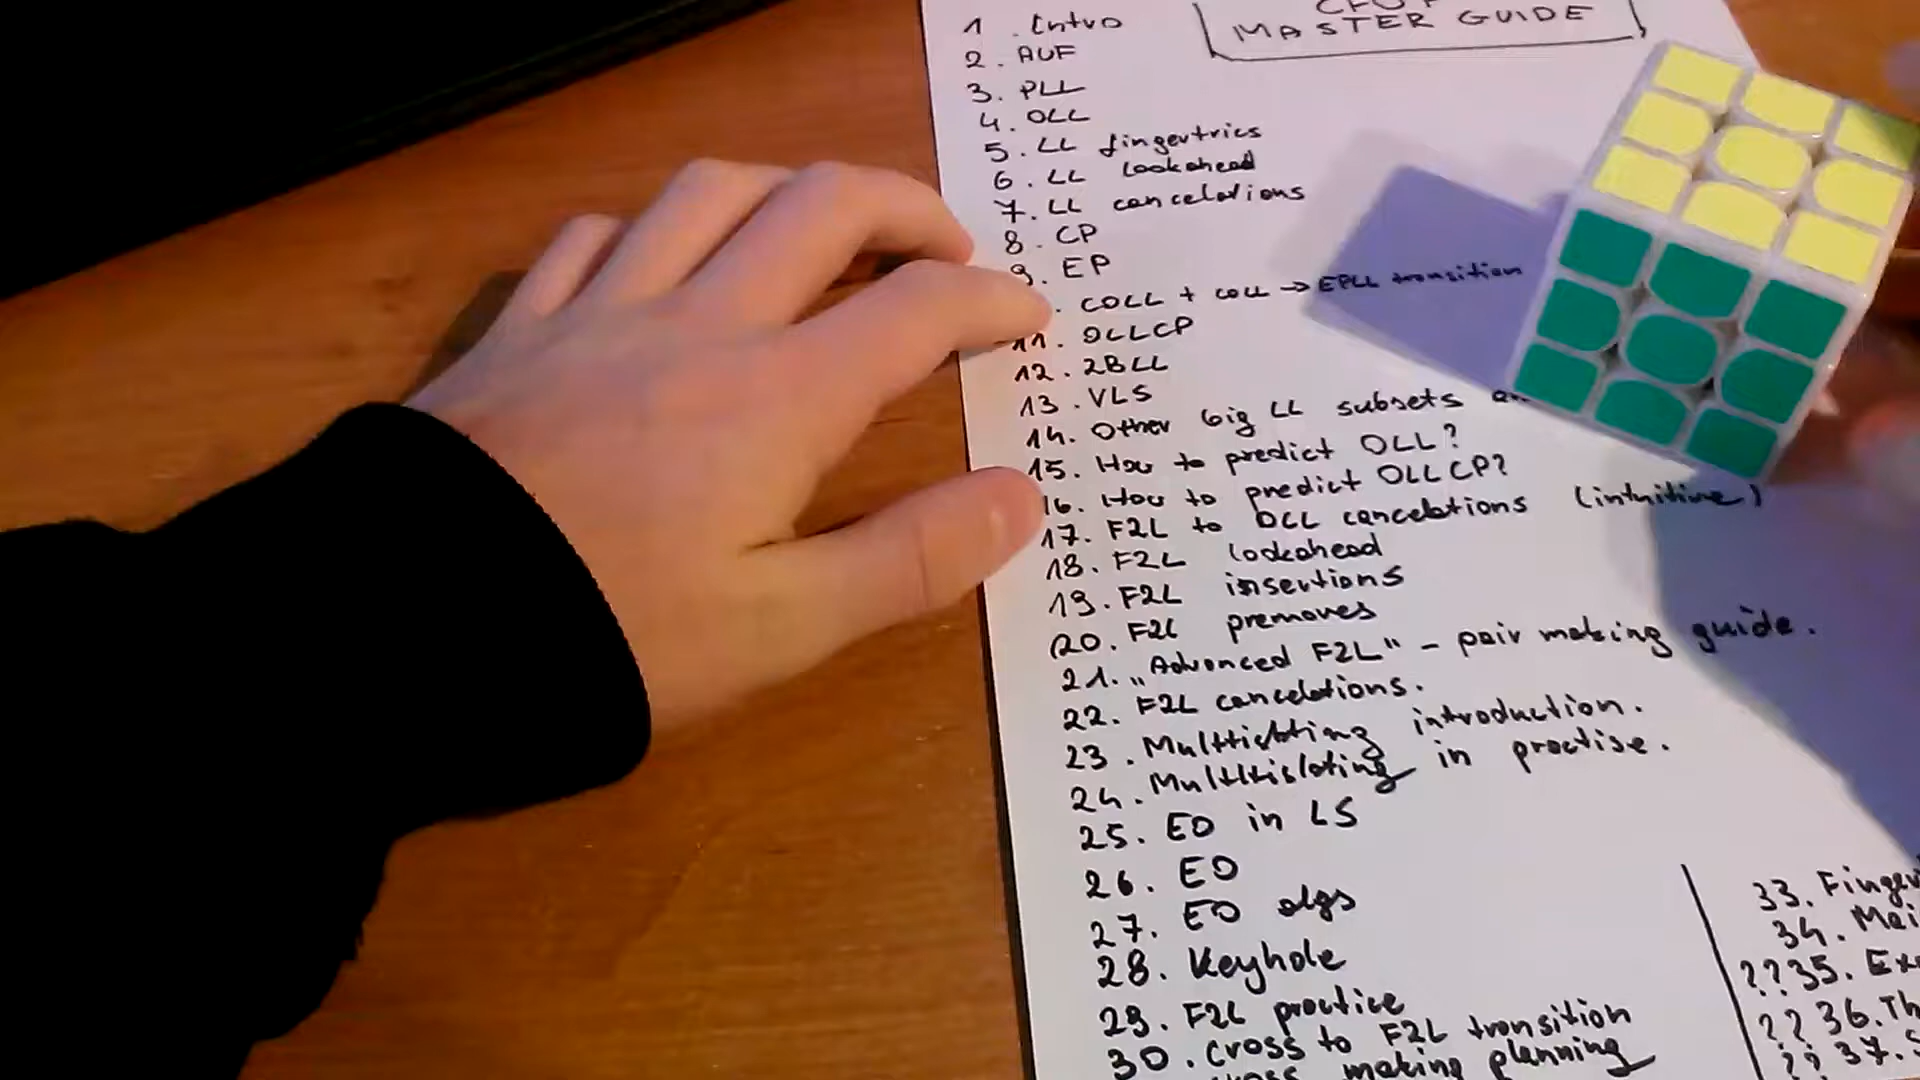 MASTER GUIDE
1. Intro
2. AUF
3. PLL
4. OLL
5. LL fingertrics
6. LL lookahead
7. LL cancelations
8. CP
9. EP
. COLL + COLL → EPLL transition
11. OLLCP
12. 2BLL
13. VLS
14. Other big LL subsets
15. How to predict OLL?
16. How to predict OLLCP?
17. F2L to OLL cancelations (intuitive)
18. F2L lookahead
19. F2L insertions
20. F2L premoves
21. „Advanced F2L" - pair making guide.
22. F2L cancelations.
23. introduction.
24. in practise.
25. EO in LS
26. EO
27. EO algs
28. Keyhole
29. F2L practice
30. Cross to F2L transition
making planning
33.
34.
??35.
??36.
??37.